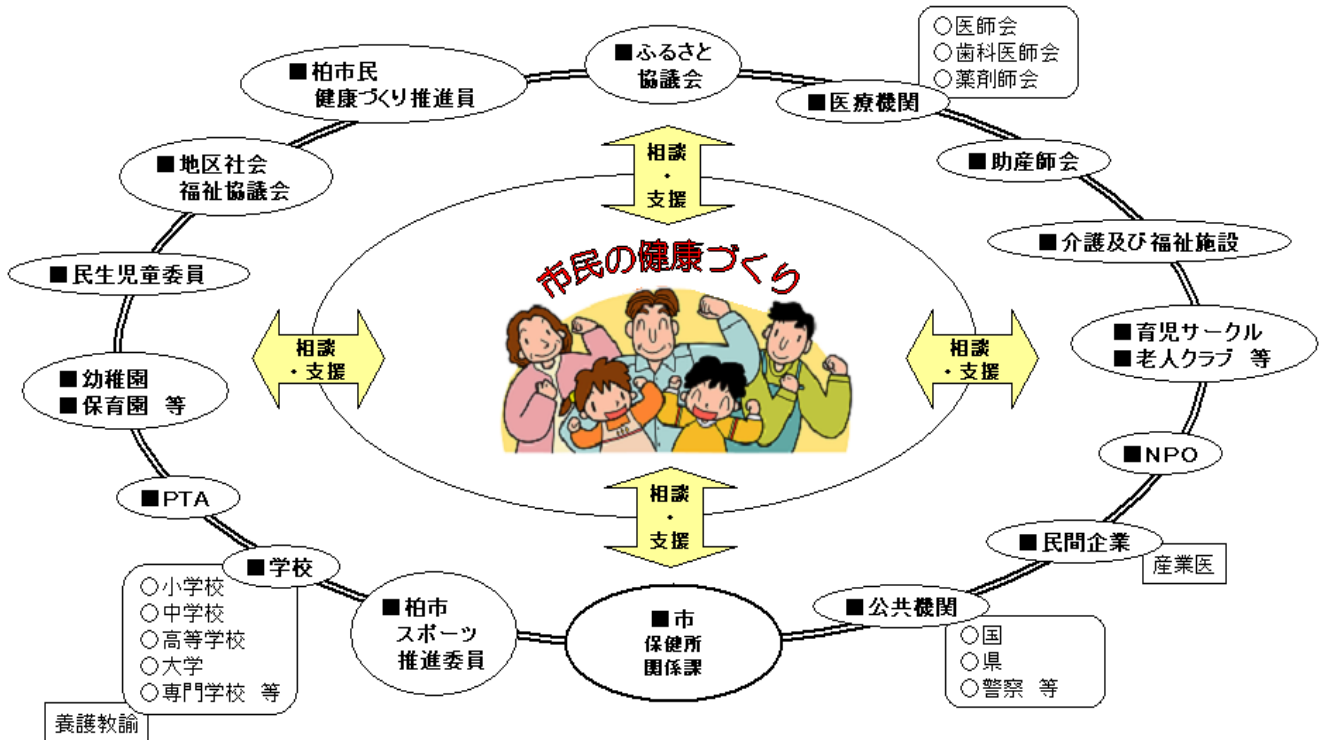 ■ふるさと
協議会
■医療機関
○医師会
○歯科医師会
○薬剤師会
■助産師会
■介護及び福祉施設
■育児サークル
■老人クラブ 等
■NPO
■民間企業
産業医
■公共機関
○国
○県
○警察 等
■市
保健所
関係課
■柏市
スポーツ
推進委員
■学校
○小学校
○中学校
○高等学校
○大学
○専門学校 等
養護教諭
■PTA
■幼稚園
■保育園 等
■民生児童委員
■地区社会
福祉協議会
■柏市民
健康づくり推進員
相談
・
支援
相談
・支援
市民の健康づくり
相談
・支援
相談
・
支援